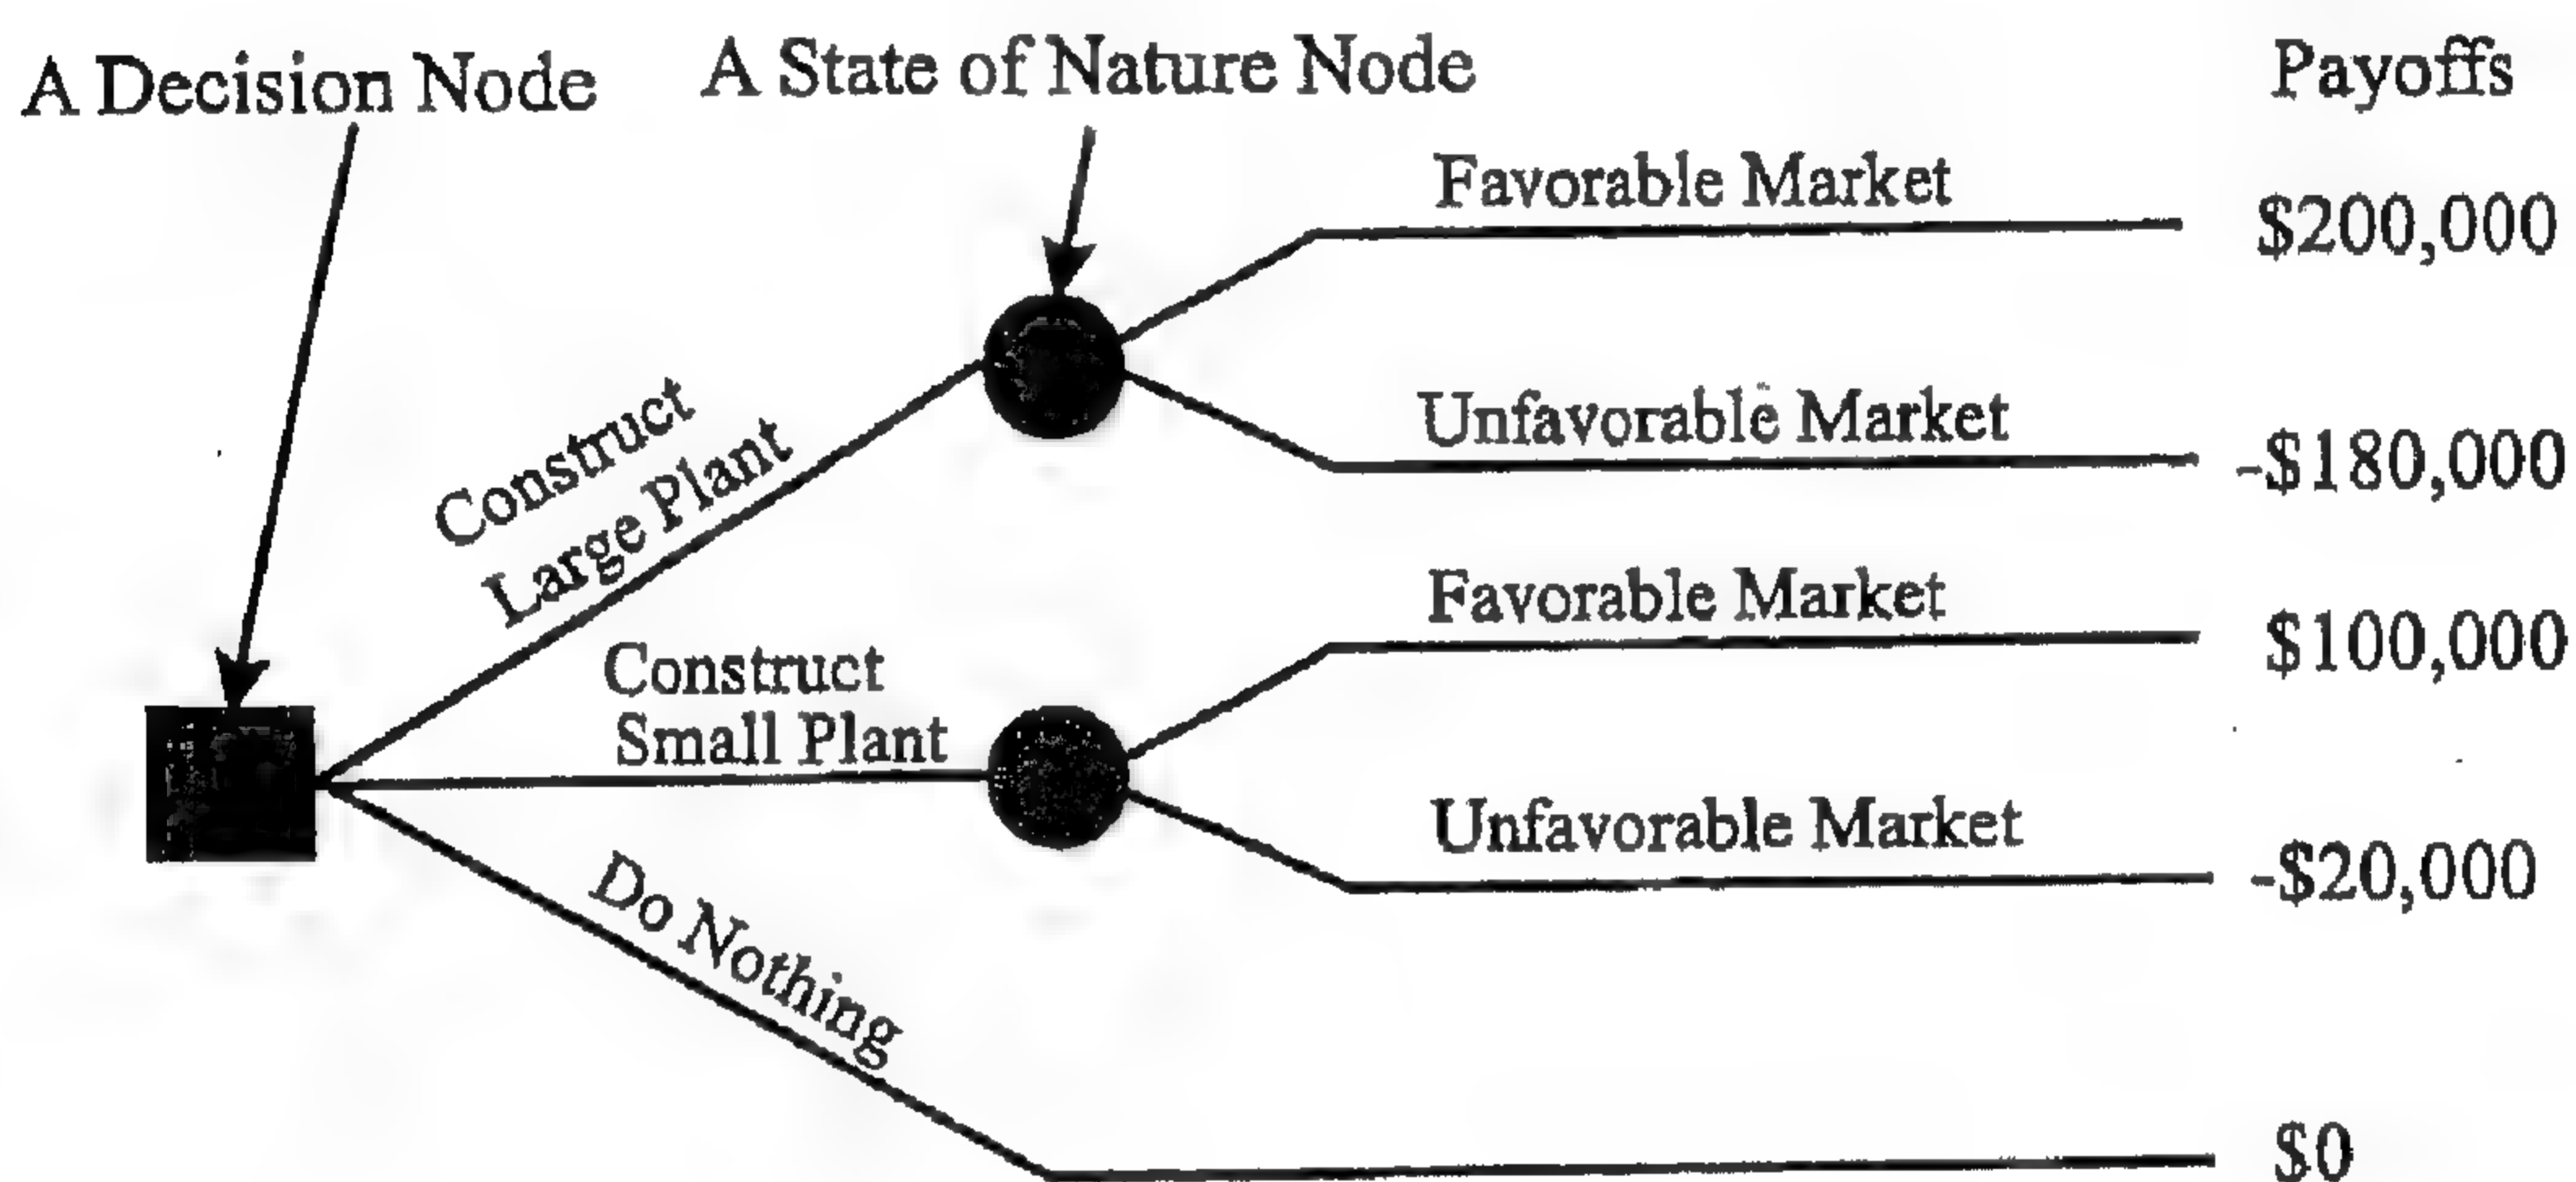 A Decision Node
A State of Nature Node
Payoffs
Favorable Market
$200,000
Construct
Large Plant
Unfavorable Market
-$180,000
Favorable Market
$100,000
Construct
Small Plant
Unfavorable Market
-$20,000
Do Nothing
$0